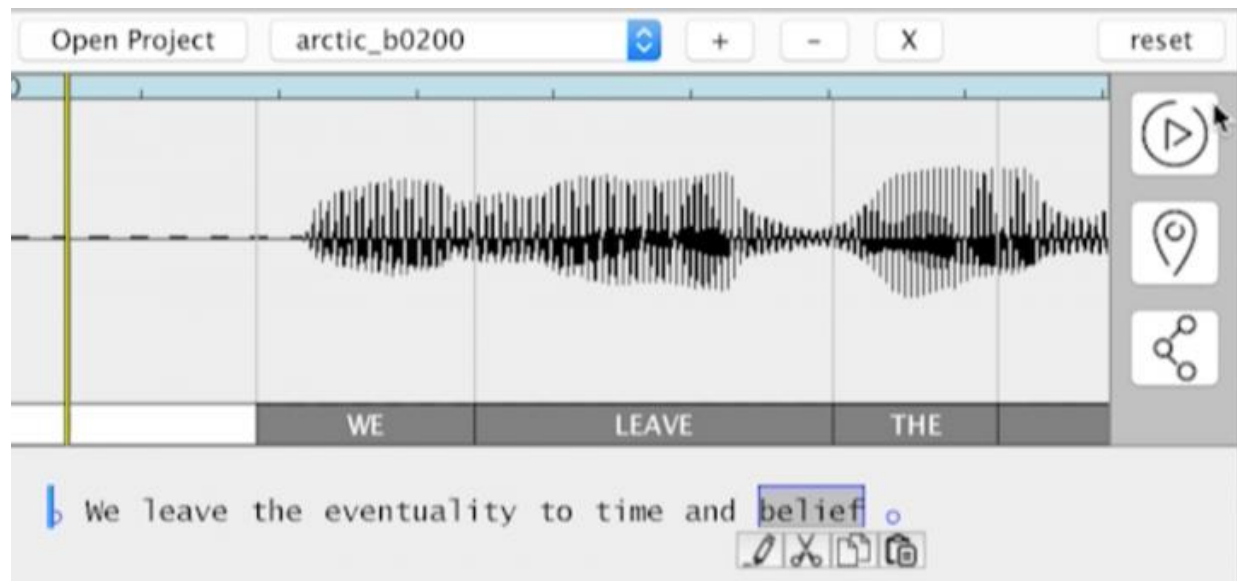 Open Project arctic_b0200 + - X reset
WE LEAVE THE
We leave the eventuality to time and belief